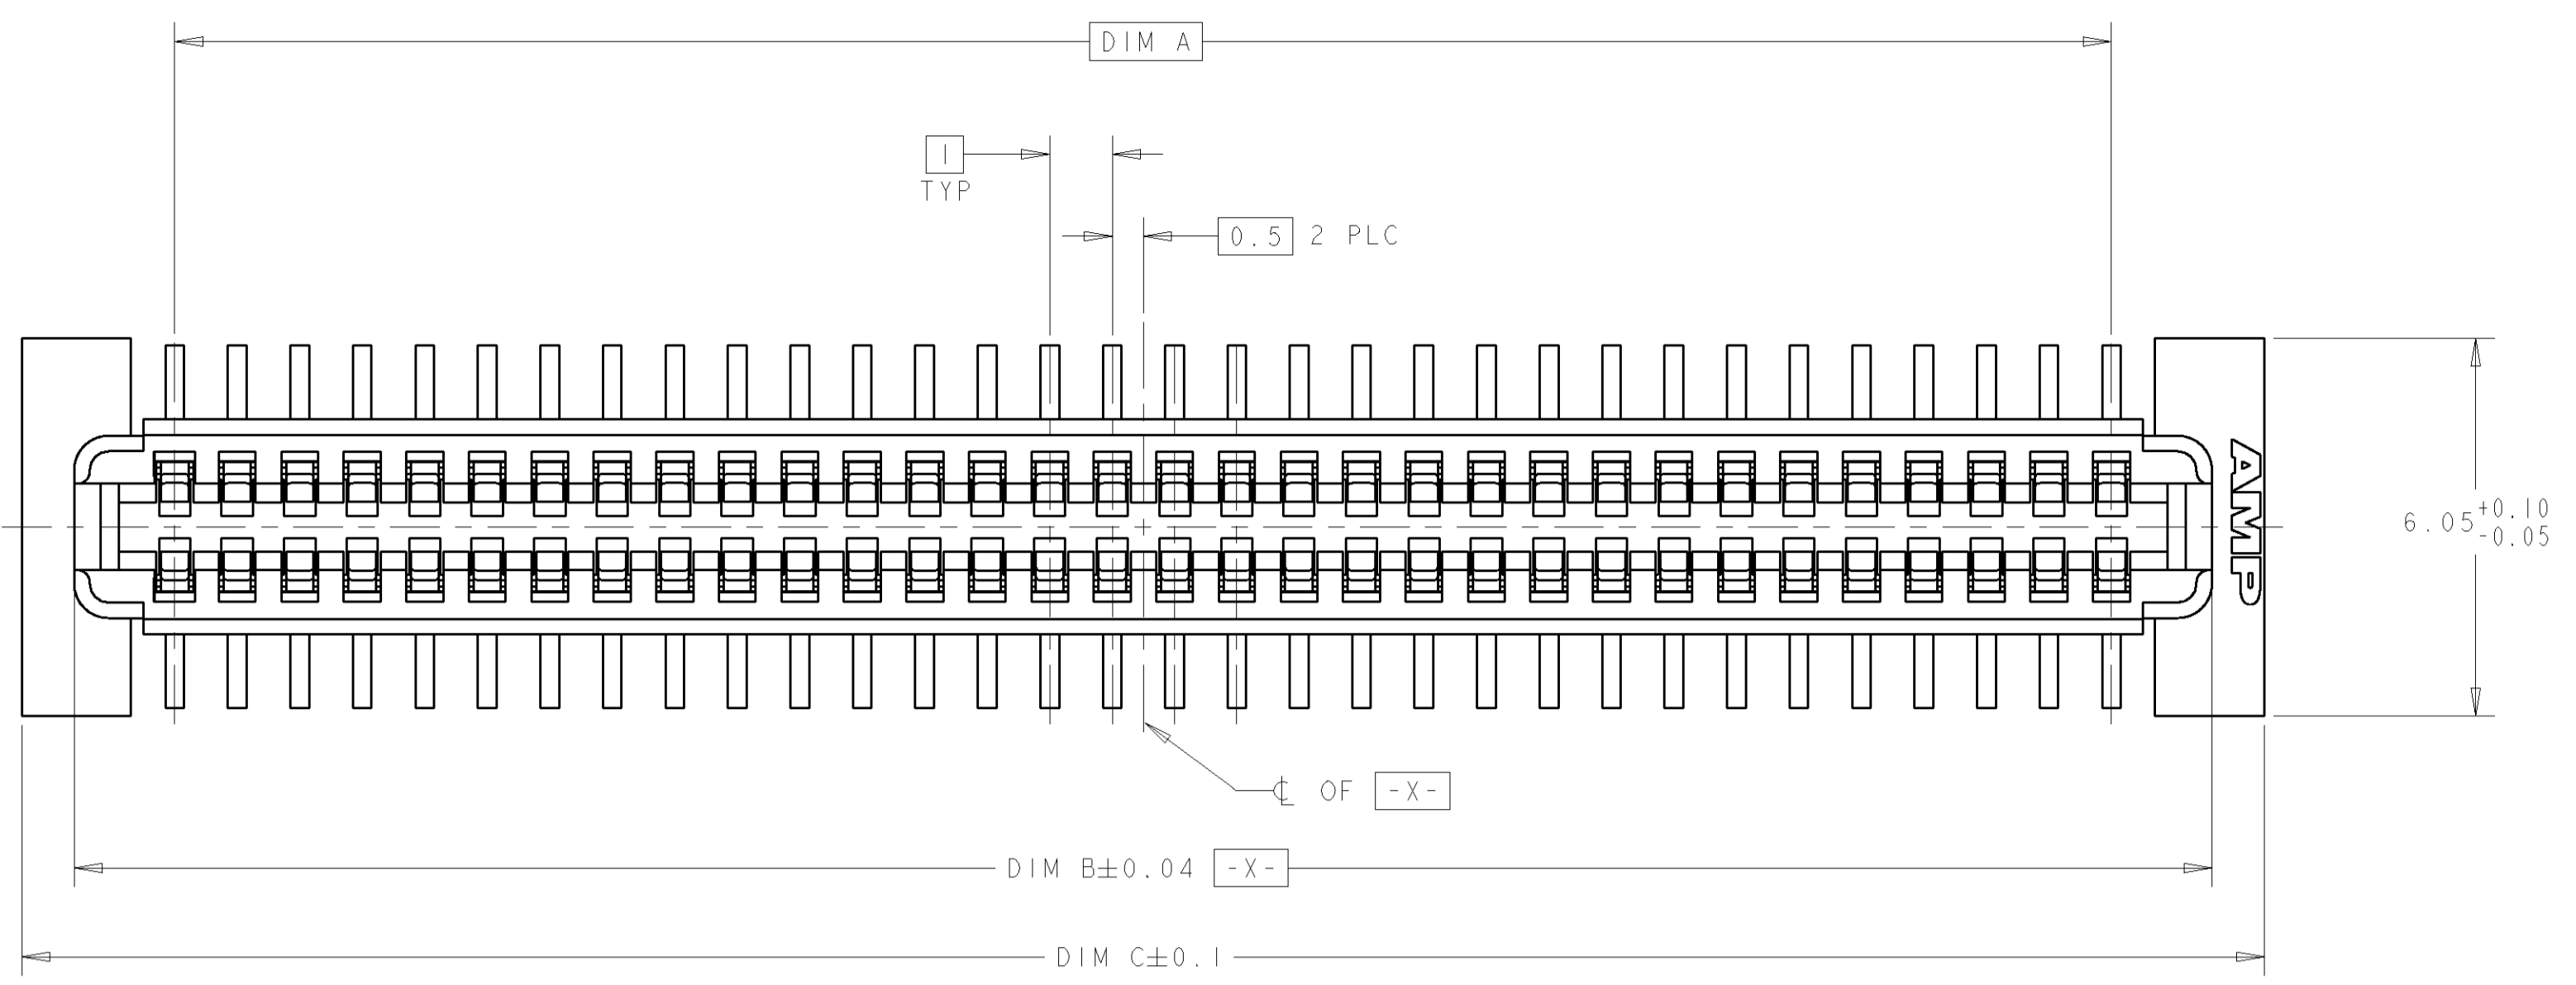 DIM A
1
TYP
0.5 2 PLC
AMP
6.05 +0.10
-0.05
℄ OF -X-
DIM B±0.04 -X-
DIM C±0.1